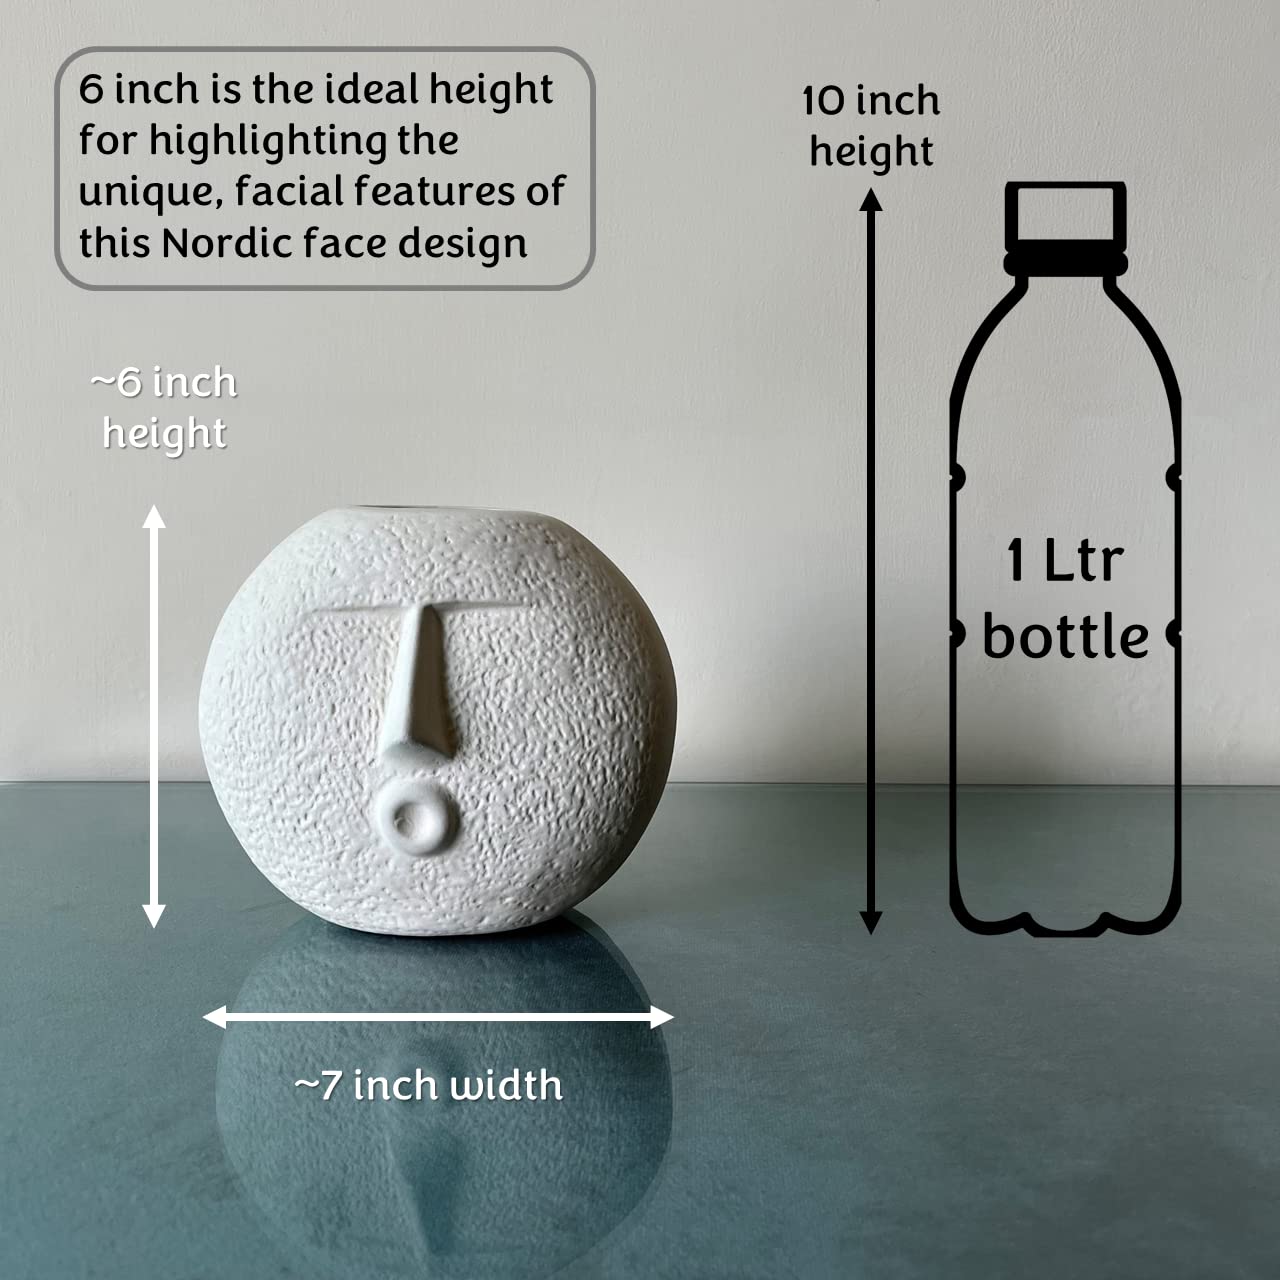 6 inch is the ideal height
for highlighting the
unique, facial features of
this Nordic face design
10 inch
height
~6 inch
height
1 Ltr
bottle
~7 inch width